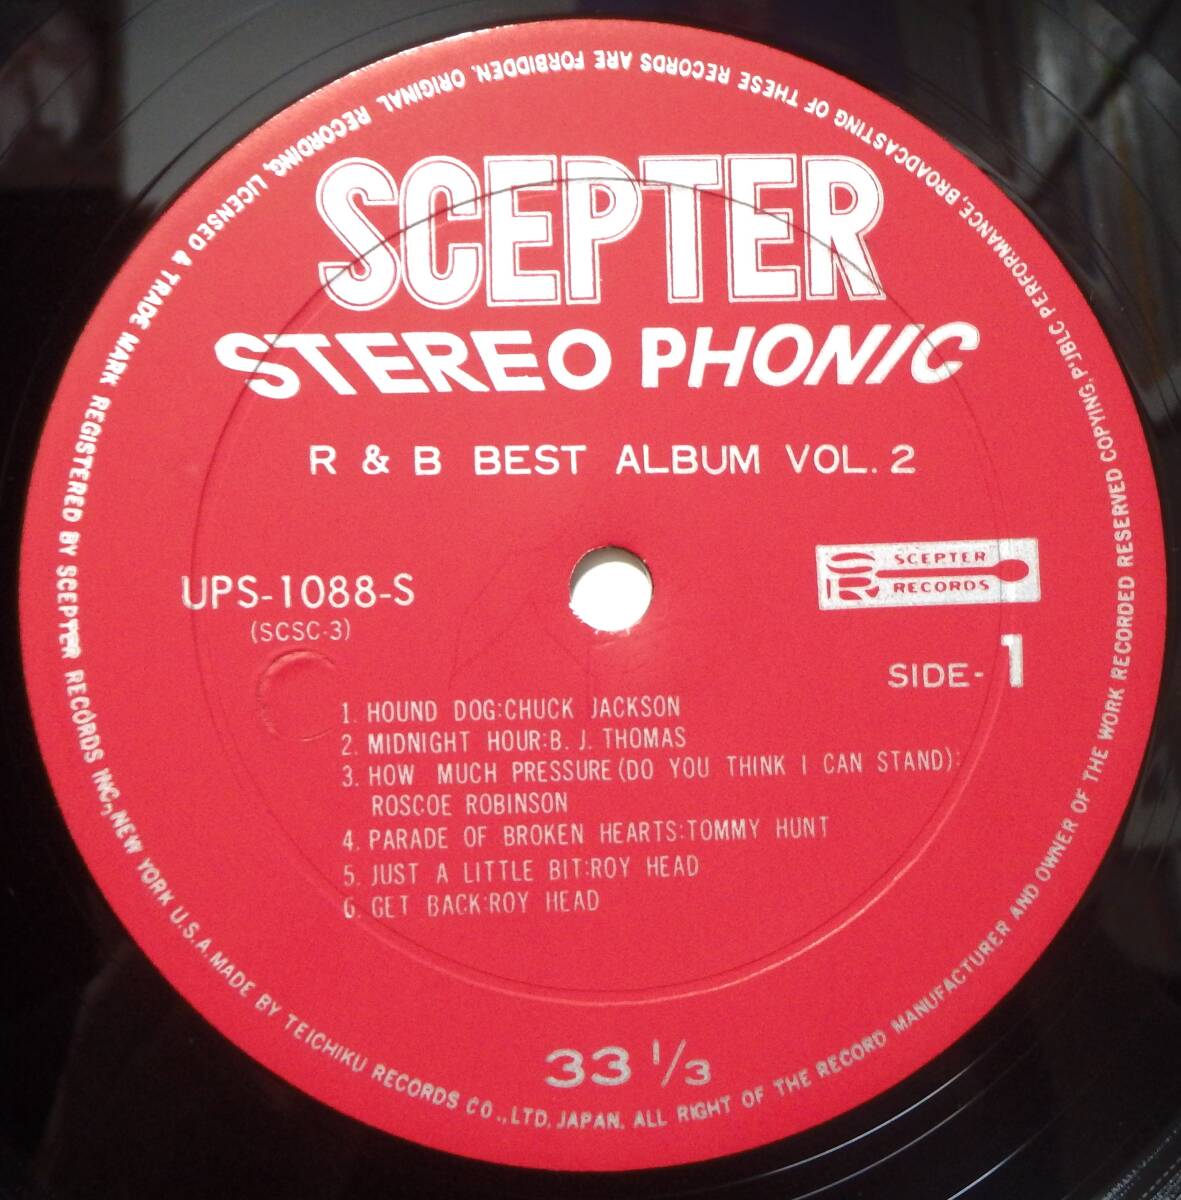 SCEPTER
STEREO PHONIC
R & B BEST ALBUM VOL. 2
UPS-1088-S
(SCSC-3)
SR SCEPTER
RECORDS
SIDE-1
1. HOUND DOG:CHUCK JACKSON
2. MIDNIGHT HOUR:B. J. THOMAS
3. HOW MUCH PRESSURE(DO YOU THINK I CAN STAND):
ROSCOE ROBINSON
4. PARADE OF BROKEN HEARTS:TOMMY HUNT
5. JUST A LITTLE BIT:ROY HEAD
6. GET BACK:ROY HEAD
33 1/3
ORIGINAL RECORDING, LICENSED & TRADE MARK REGISTERED BY SCEPTER RECORDS INC., NEW YORK U.S.A. MADE BY TEICHIKU RECORDS CO., LTD, JAPAN. ALL RIGHT OF THE RECORD MANUFACTURER AND OWNER OF THE WORK RECORDED RESERVED COPYING, PUBLC PERFORMANCE, BROADCASTING OF THESE RECORDS ARE FORBIDDEN.